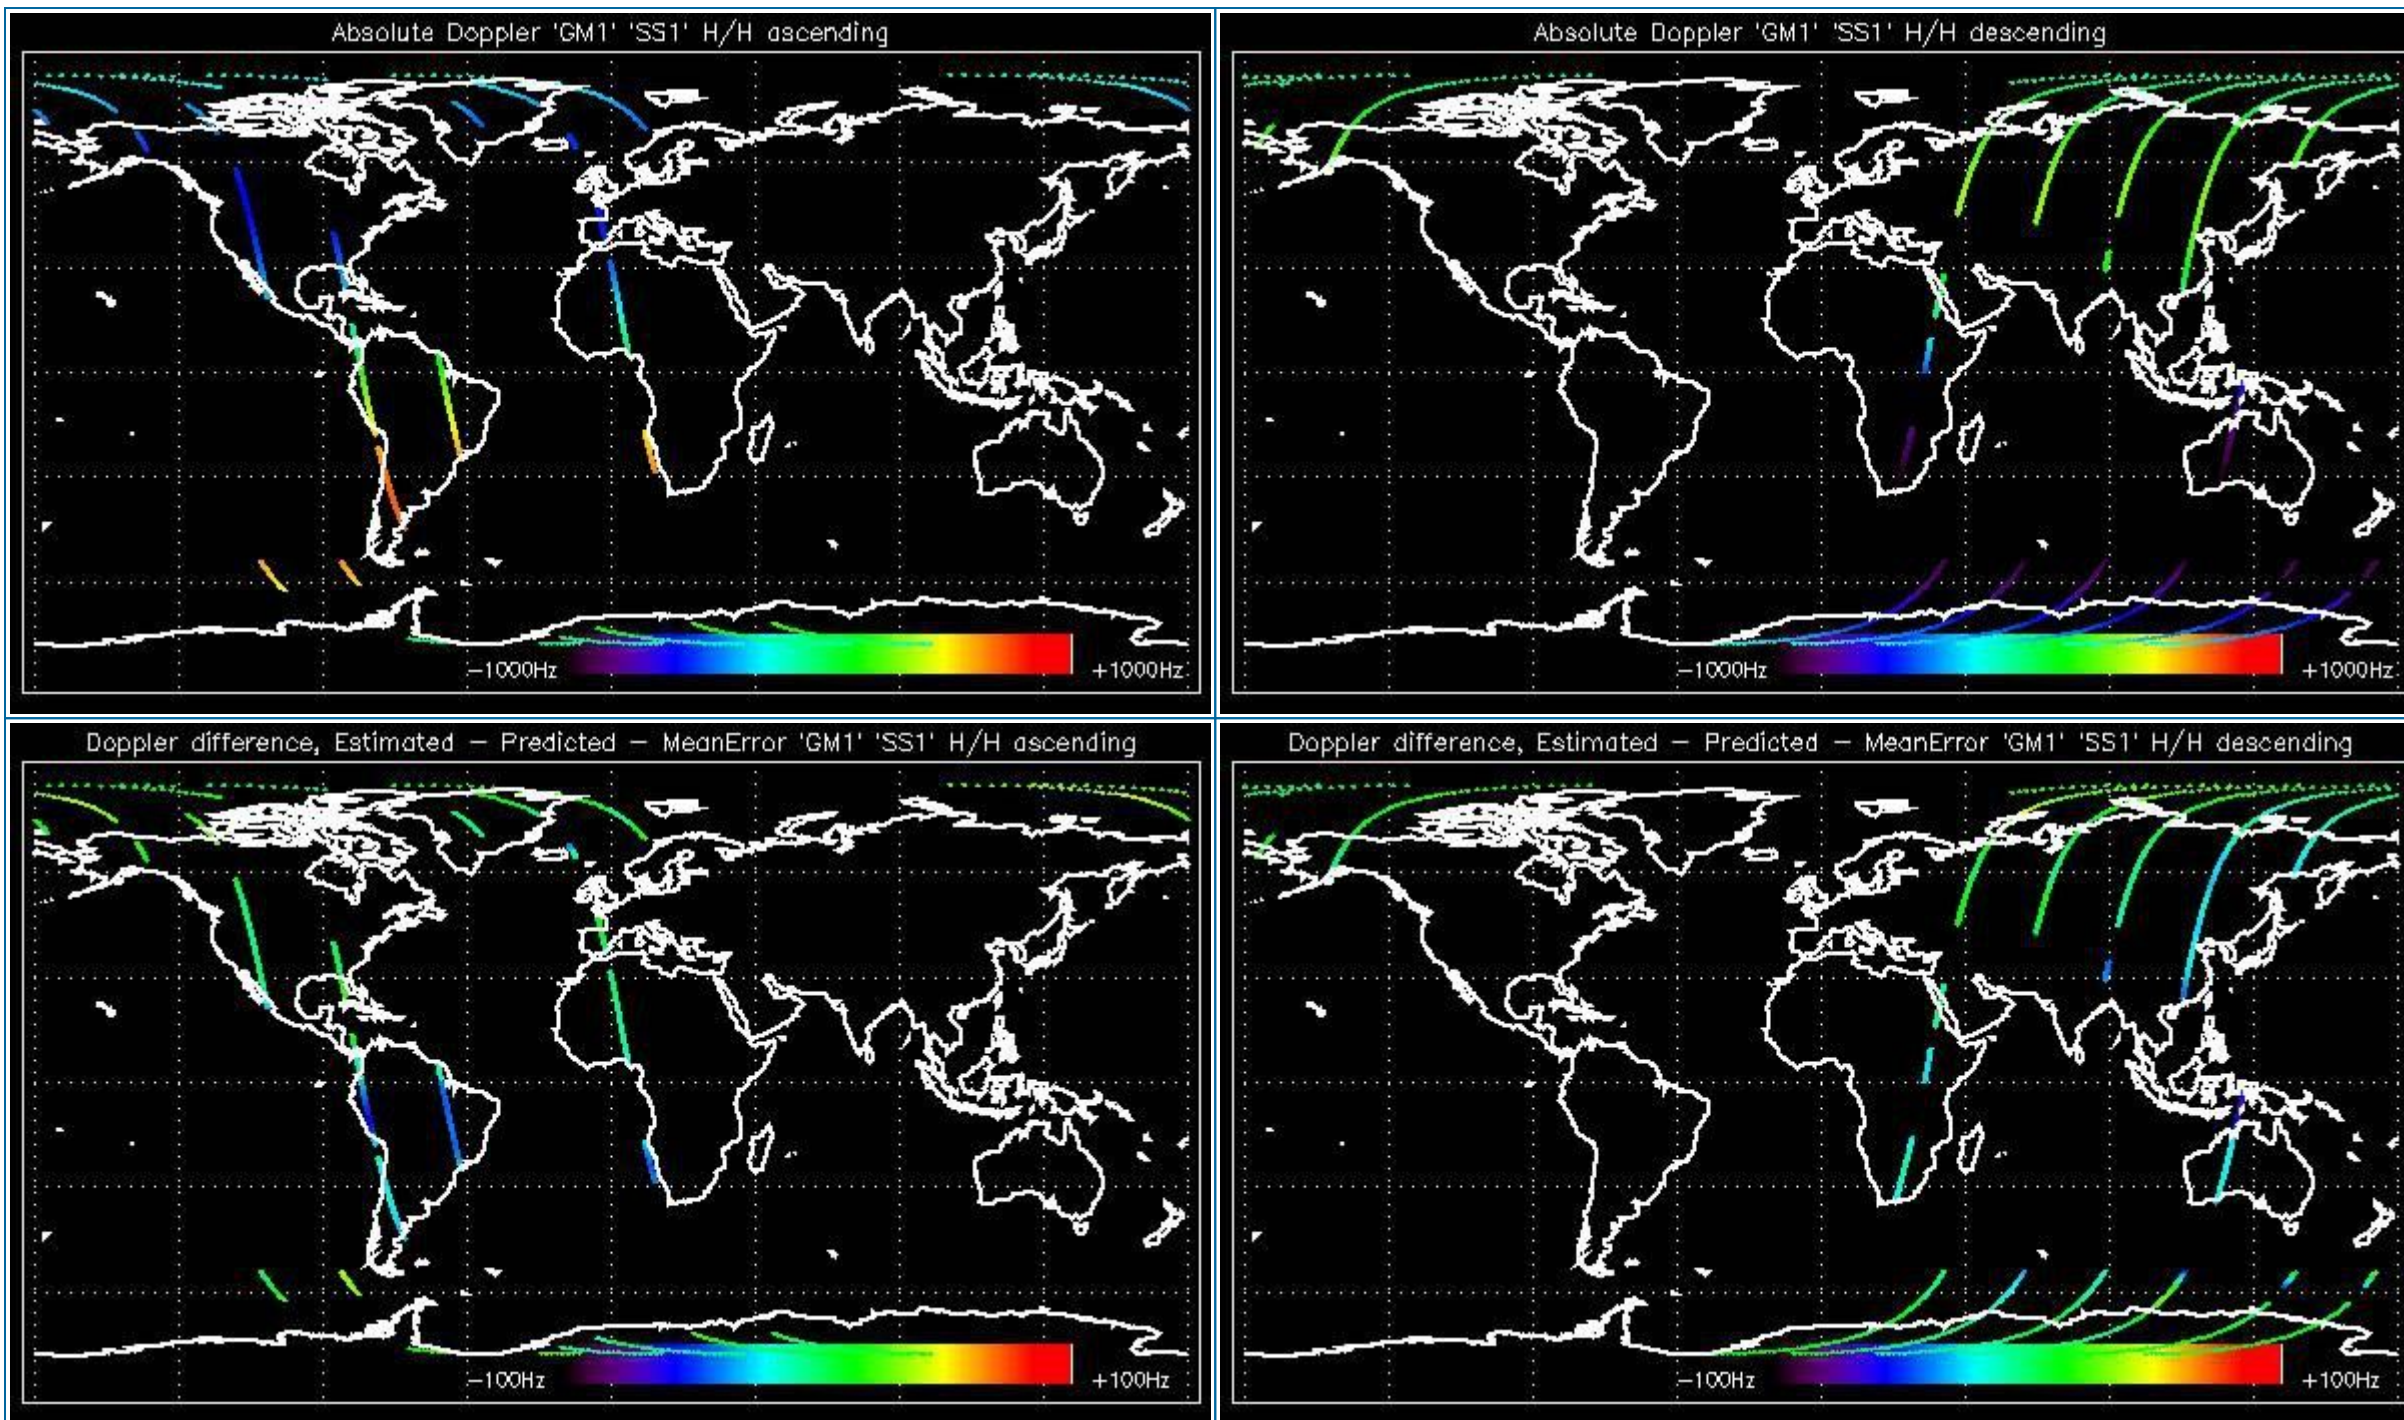 Absolute Doppler 'GM1' 'SS1' H/H ascending
-1000Hz
+1000Hz
Absolute Doppler 'GM1' 'SS1' H/H descending
-1000Hz
+1000Hz
Doppler difference, Estimated - Predicted - MeanError 'GM1' 'SS1' H/H ascending
-100Hz
+100Hz
Doppler difference, Estimated - Predicted - MeanError 'GM1' 'SS1' H/H descending
-100Hz
+100Hz